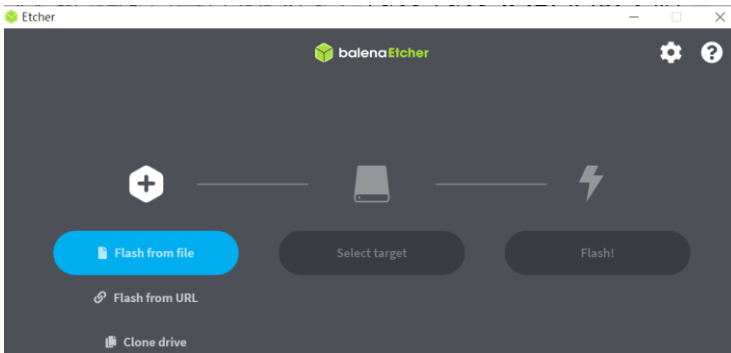 Etcher
balenaEtcher
Flash from file
Select target
Flash!
Flash from URL
Clone drive